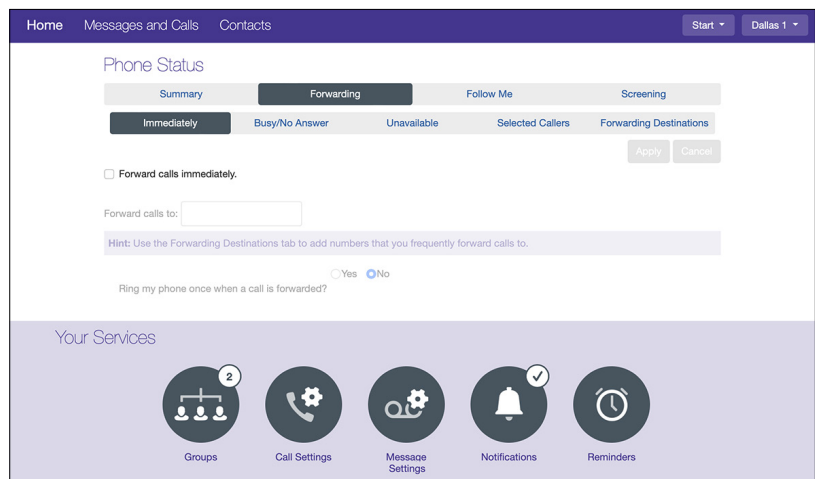 Home Messages and Calls Contacts Start Dallas 1
Phone Status
Summary Forwarding Follow Me Screening
Immediately Busy/No Answer Unavailable Selected Callers Forwarding Destinations
Apply Cancel
Forward calls immediately.
Forward calls to:
Hint: Use the Forwarding Destinations tab to add numbers that you frequently forward calls to.
Yes No
Ring my phone once when a call is forwarded?
Your Services
2
Groups Call Settings Message Settings Notifications Reminders